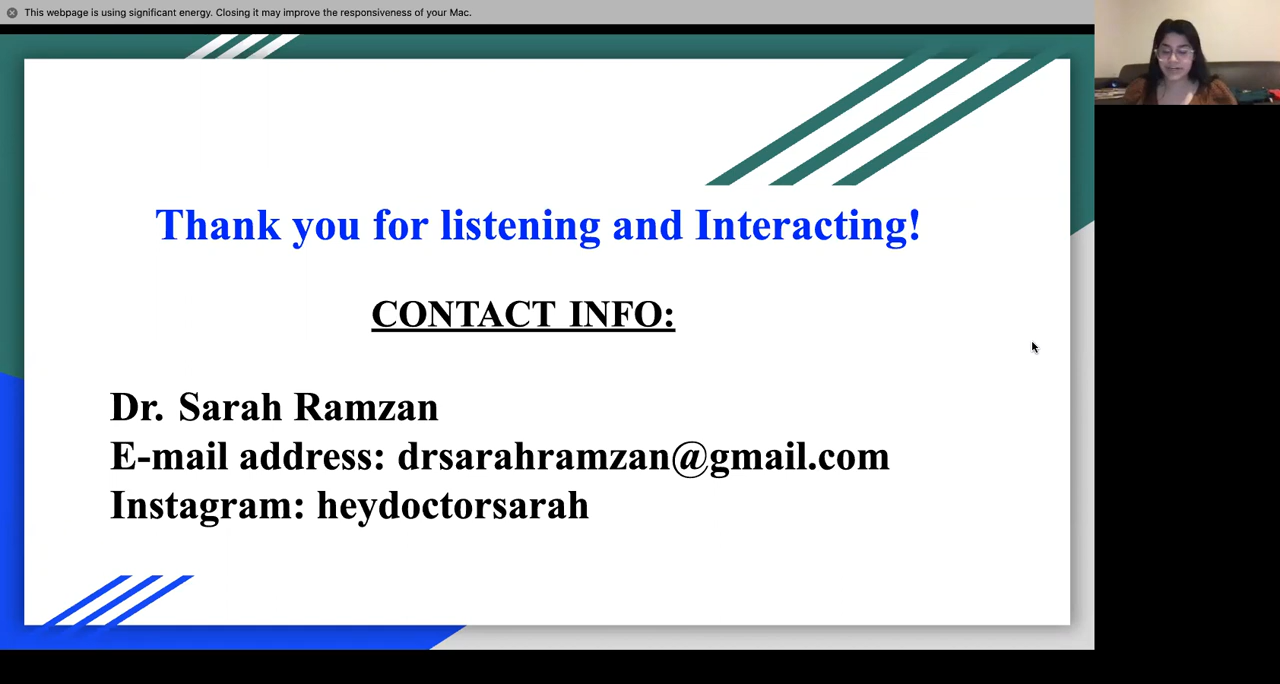 This webpage is using significant energy. Closing it may improve the responsiveness of your Mac.
Thank you for listening and Interacting!
CONTACT INFO:
Dr. Sarah Ramzan
E-mail address: drsarahramzan@gmail.com
Instagram: heydoctorsarah